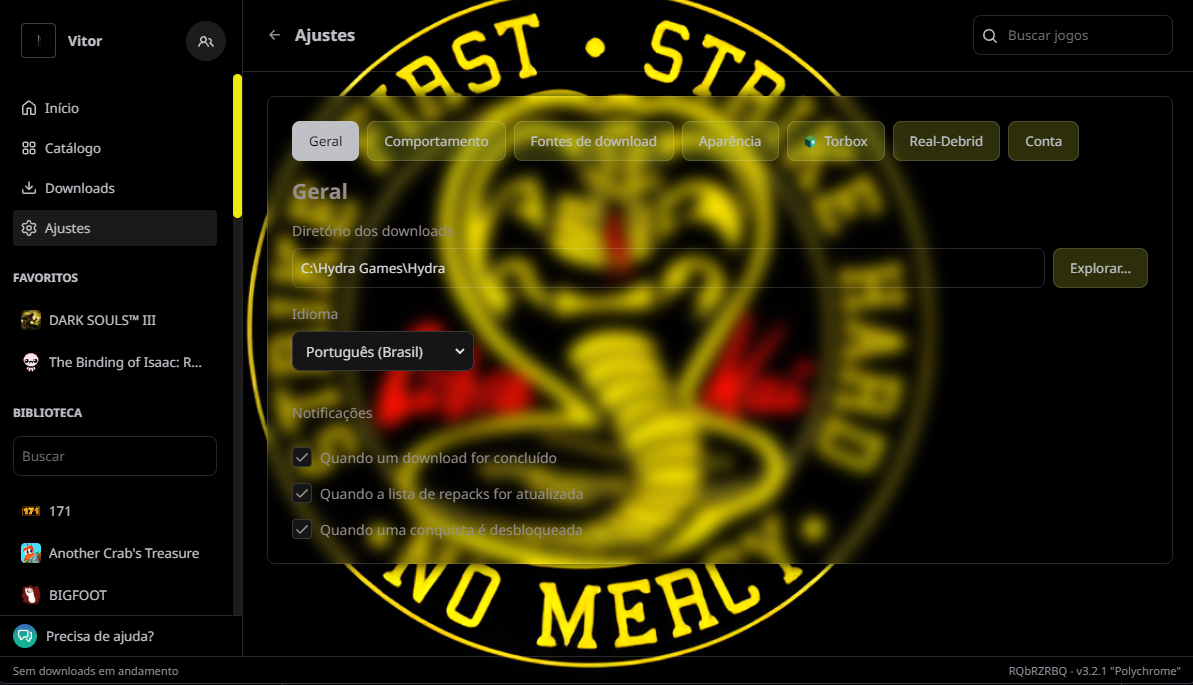 Vitor
Início
Catálogo
Downloads
Ajustes
FAVORITOS
DARK SOULS™ III
The Binding of Isaac: R...
BIBLIOTECA
Buscar
171
171
Another Crab's Treasure
BIGFOOT
Precisa de ajuda?
Sem downloads em andamento
Ajustes
Buscar jogos
Geral
Comportamento
Fontes de download
Aparência
Torbox
Real-Debrid
Conta
Geral
Diretório dos downloads
C:\Hydra Games\Hydra
Explorar...
Idioma
Português (Brasil)
Notificações
Quando um download for concluído
Quando a lista de repacks for atualizada
Quando uma conquista é desbloqueada
STRIKE HARD
NO MERCY
RQbRZRBQ - v3.2.1 "Polychrome"